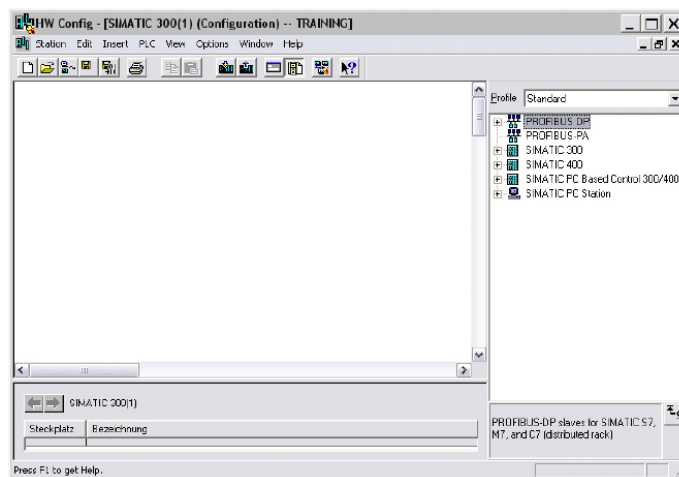 HW Config - [SIMATIC 300(1) (Configuration) -- TRAINING]
Station Edit Insert PLC View Options Window Help
Profile Standard
PROFIBUS-DP
PROFIBUS-PA
SIMATIC 300
SIMATIC 400
SIMATIC PC Based Control 300/400
SIMATIC PC Station
SIMATIC 300(1)
Steckplatz Bezeichnung
PROFIBUS-DP slaves for SIMATIC S7,
M7, and C7 (distributed rack)
Press F1 to get Help.